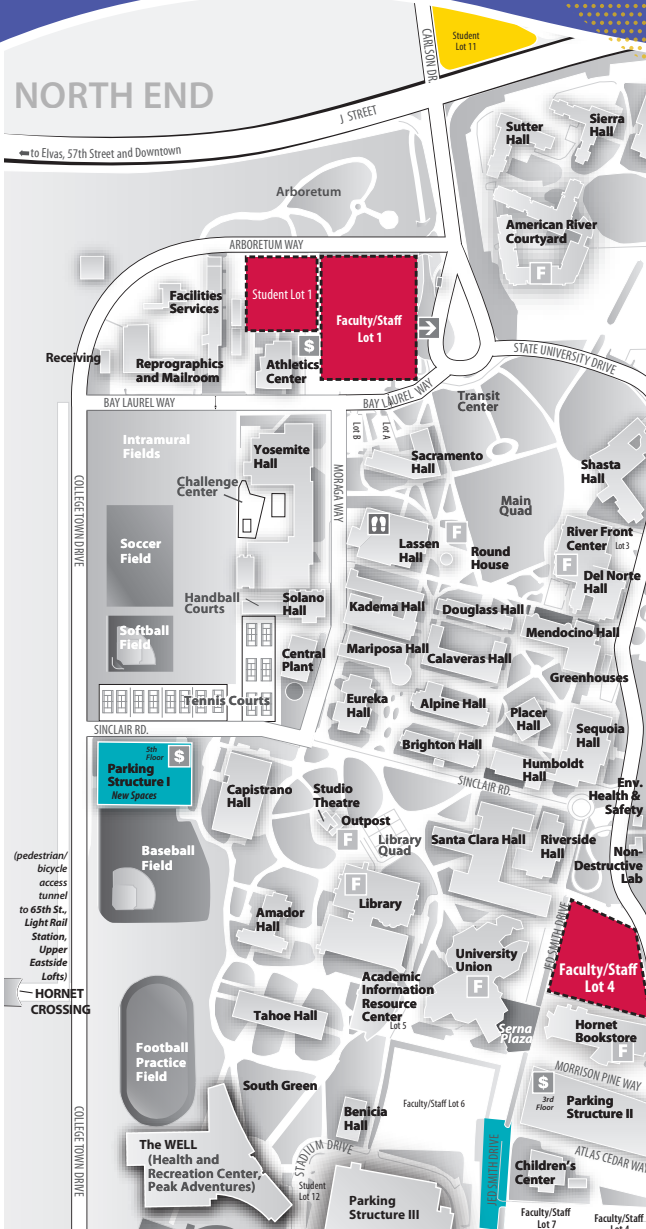 Student
Lot 11
CARLSON DR.
NORTH END
J STREET
to Elvas, 57th Street and Downtown
Sutter
Hall
Sierra
Hall
Arboretum
American River
Courtyard
F
ARBORETUM WAY
Facilities
Services
Student Lot 1
Faculty/Staff
Lot 1
$
Receiving
Reprographics
and Mailroom
Athletics
Center
STATE UNIVERSITY DRIVE
BAY LAUREL WAY
BAY LAUREL WAY
Transit
Center
Lot B
Lot A
Intramural
Fields
Yosemite
Hall
Sacramento
Hall
Shasta
Hall
Challenge
Center
COLLEGE TOWN DRIVE
MORAGA WAY
Main
Quad
Soccer
Field
Lassen
Hall
F
Round
House
River Front
Center
Lot 3
F
Del Norte
Hall
Handball
Courts
Solano
Hall
Kadema Hall
Douglass Hall
Mendocino Hall
Softball
Field
Central
Plant
Mariposa Hall
Calaveras Hall
Greenhouses
Tennis Courts
Eureka
Hall
Alpine Hall
Placer
Hall
Sequoia
Hall
SINCLAIR RD.
Brighton Hall
Humboldt
Hall
5th
Floor
$
Parking
Structure I
New Spaces
SINCLAIR RD.
Capistrano
Hall
Studio
Theatre
Env.
Health &
Safety
Outpost
F
Library
Quad
Santa Clara Hall
Riverside
Hall
Non-
Destructive
Lab
Baseball
Field
(pedestrian/
bicycle
access
tunnel
to 65th St.,
Light Rail
Station,
Upper
Eastside
Lofts)
F
Library
Amador
Hall
JED SMITH DRIVE
University
Union
F
Faculty/Staff
Lot 4
HORNET
CROSSING
Academic
Information
Resource
Center
Lot 5
Tahoe Hall
Serna
Plaza
Hornet
Bookstore
F
Football
Practice
Field
MORRISON PINE WAY
South Green
Faculty/Staff Lot 6
$
3rd
Floor
Parking
Structure II
Benicia
Hall
COLLEGE TOWN DRIVE
The WELL
(Health and
Recreation Center,
Peak Adventures)
STADIUM DRIVE
JED SMITH DRIVE
ATLAS CEDAR WAY
Children's
Center
Student
Lot 12
Parking
Structure III
Faculty/Staff
Lot 7
Faculty/Staff